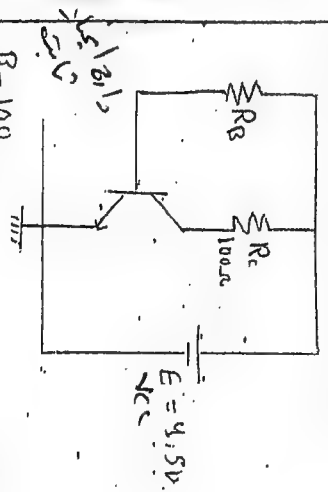 RB
Rc
100Ω
E = 4.5v.
Vcc
β=100